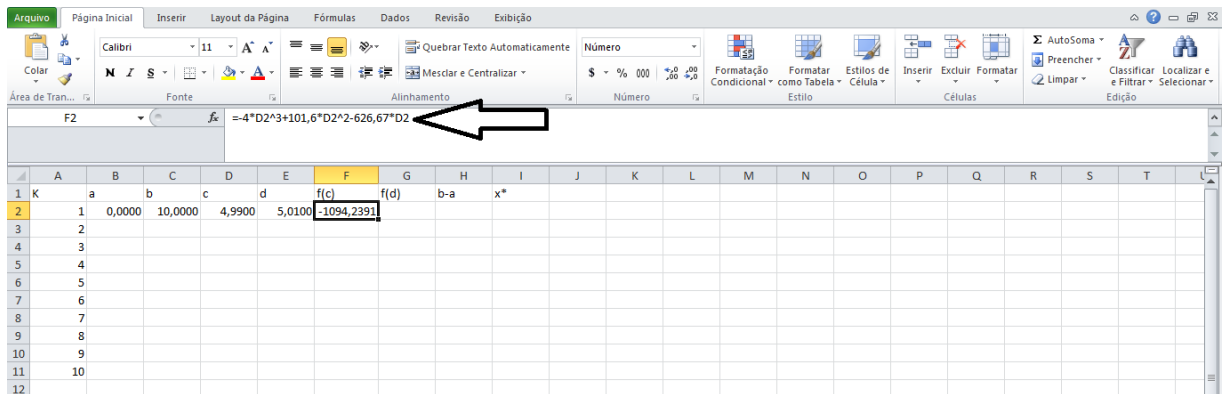 Arquivo Página Inicial Inserir Layout da Página Fórmulas Dados Revisão Exibição
Colar
Calibri 11 A A
N I S A
Quebrar Texto Automaticamente
Mesclar e Centralizar
Número
$ % 000 ,00 ,00
Formatação Condicional
Formatar como Tabela
Estilos de Célula
Inserir Excluir Formatar
Σ AutoSoma
Preencher
Limpar
Classificar e Filtrar
Localizar e Selecionar
Área de Tran... Fonte Alinhamento Número Estilo Células Edição
F2 fx =-4*D2^3+101,6*D2^2-626,67*D2
A B C D E F G H I J K L M N O P Q R S T
1 K a b c d f(c) f(d) b-a x*
2 1 0,0000 10,0000 4,9900 5,0100 -1094,2391
3 2
4 3
5 4
6 5
7 6
8 7
9 8
10 9
11 10
12